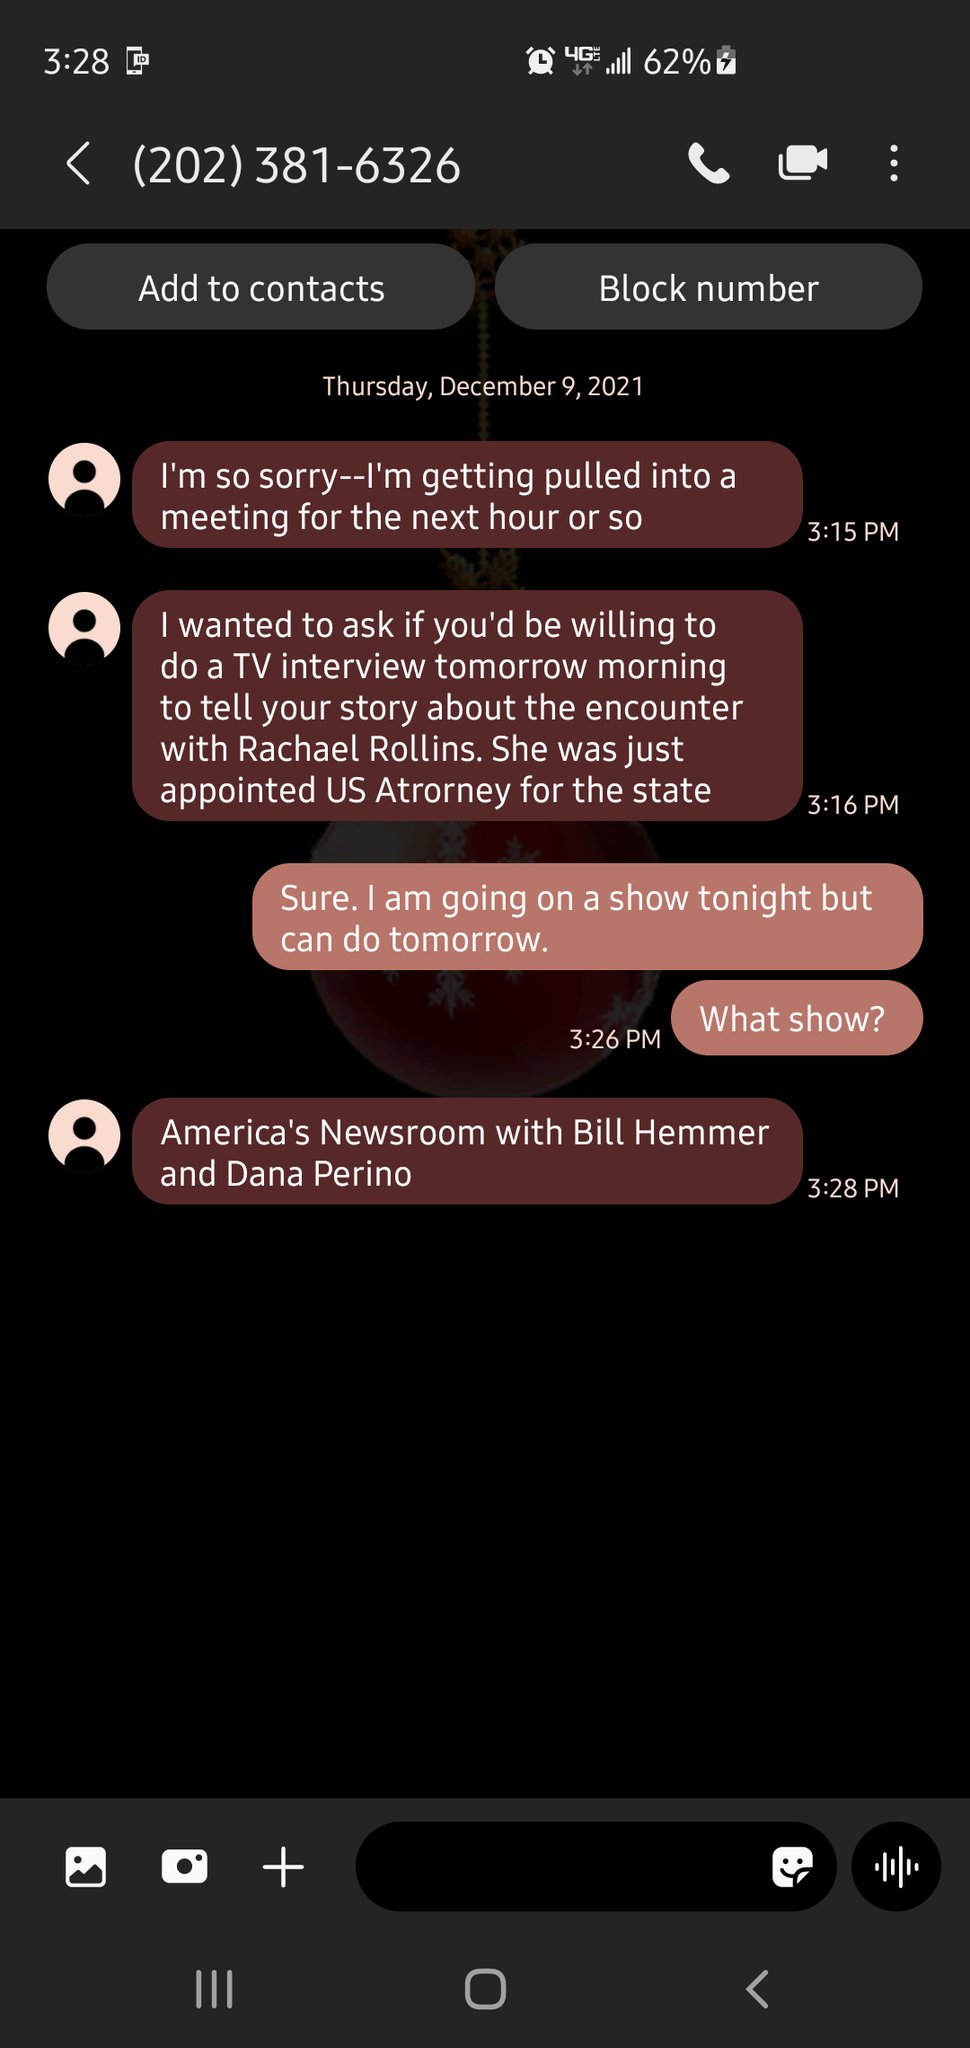 3:28
4G LTE 62%
(202) 381-6326
Add to contacts
Block number
Thursday, December 9, 2021
I'm so sorry--I'm getting pulled into a
meeting for the next hour or so
3:15 PM
I wanted to ask if you'd be willing to
do a TV interview tomorrow morning
to tell your story about the encounter
with Rachael Rollins. She was just
appointed US Atrorney for the state
3:16 PM
Sure. I am going on a show tonight but
can do tomorrow.
What show?
3:26 PM
America's Newsroom with Bill Hemmer
and Dana Perino
3:28 PM